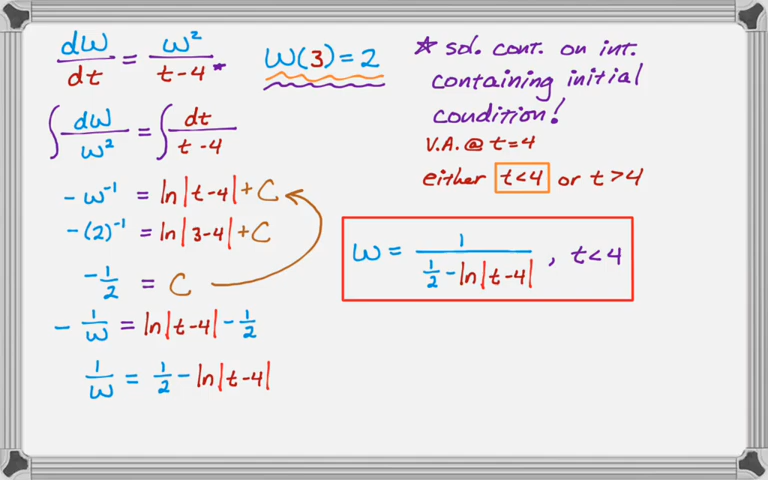 dw/dt = w²/(t-4)*
w(3)=2
∫ dw/w² = ∫ dt/(t-4)
-w⁻¹ = ln|t-4| + C
-(2)⁻¹ = ln|3-4| + C
-1/2 = C
-1/w = ln|t-4| - 1/2
1/w = 1/2 - ln|t-4|
* sol. cont. on int.
containing initial
condition!
V.A. @ t=4
either t<4 or t>4
w = 1/(1/2 - ln|t-4|), t<4